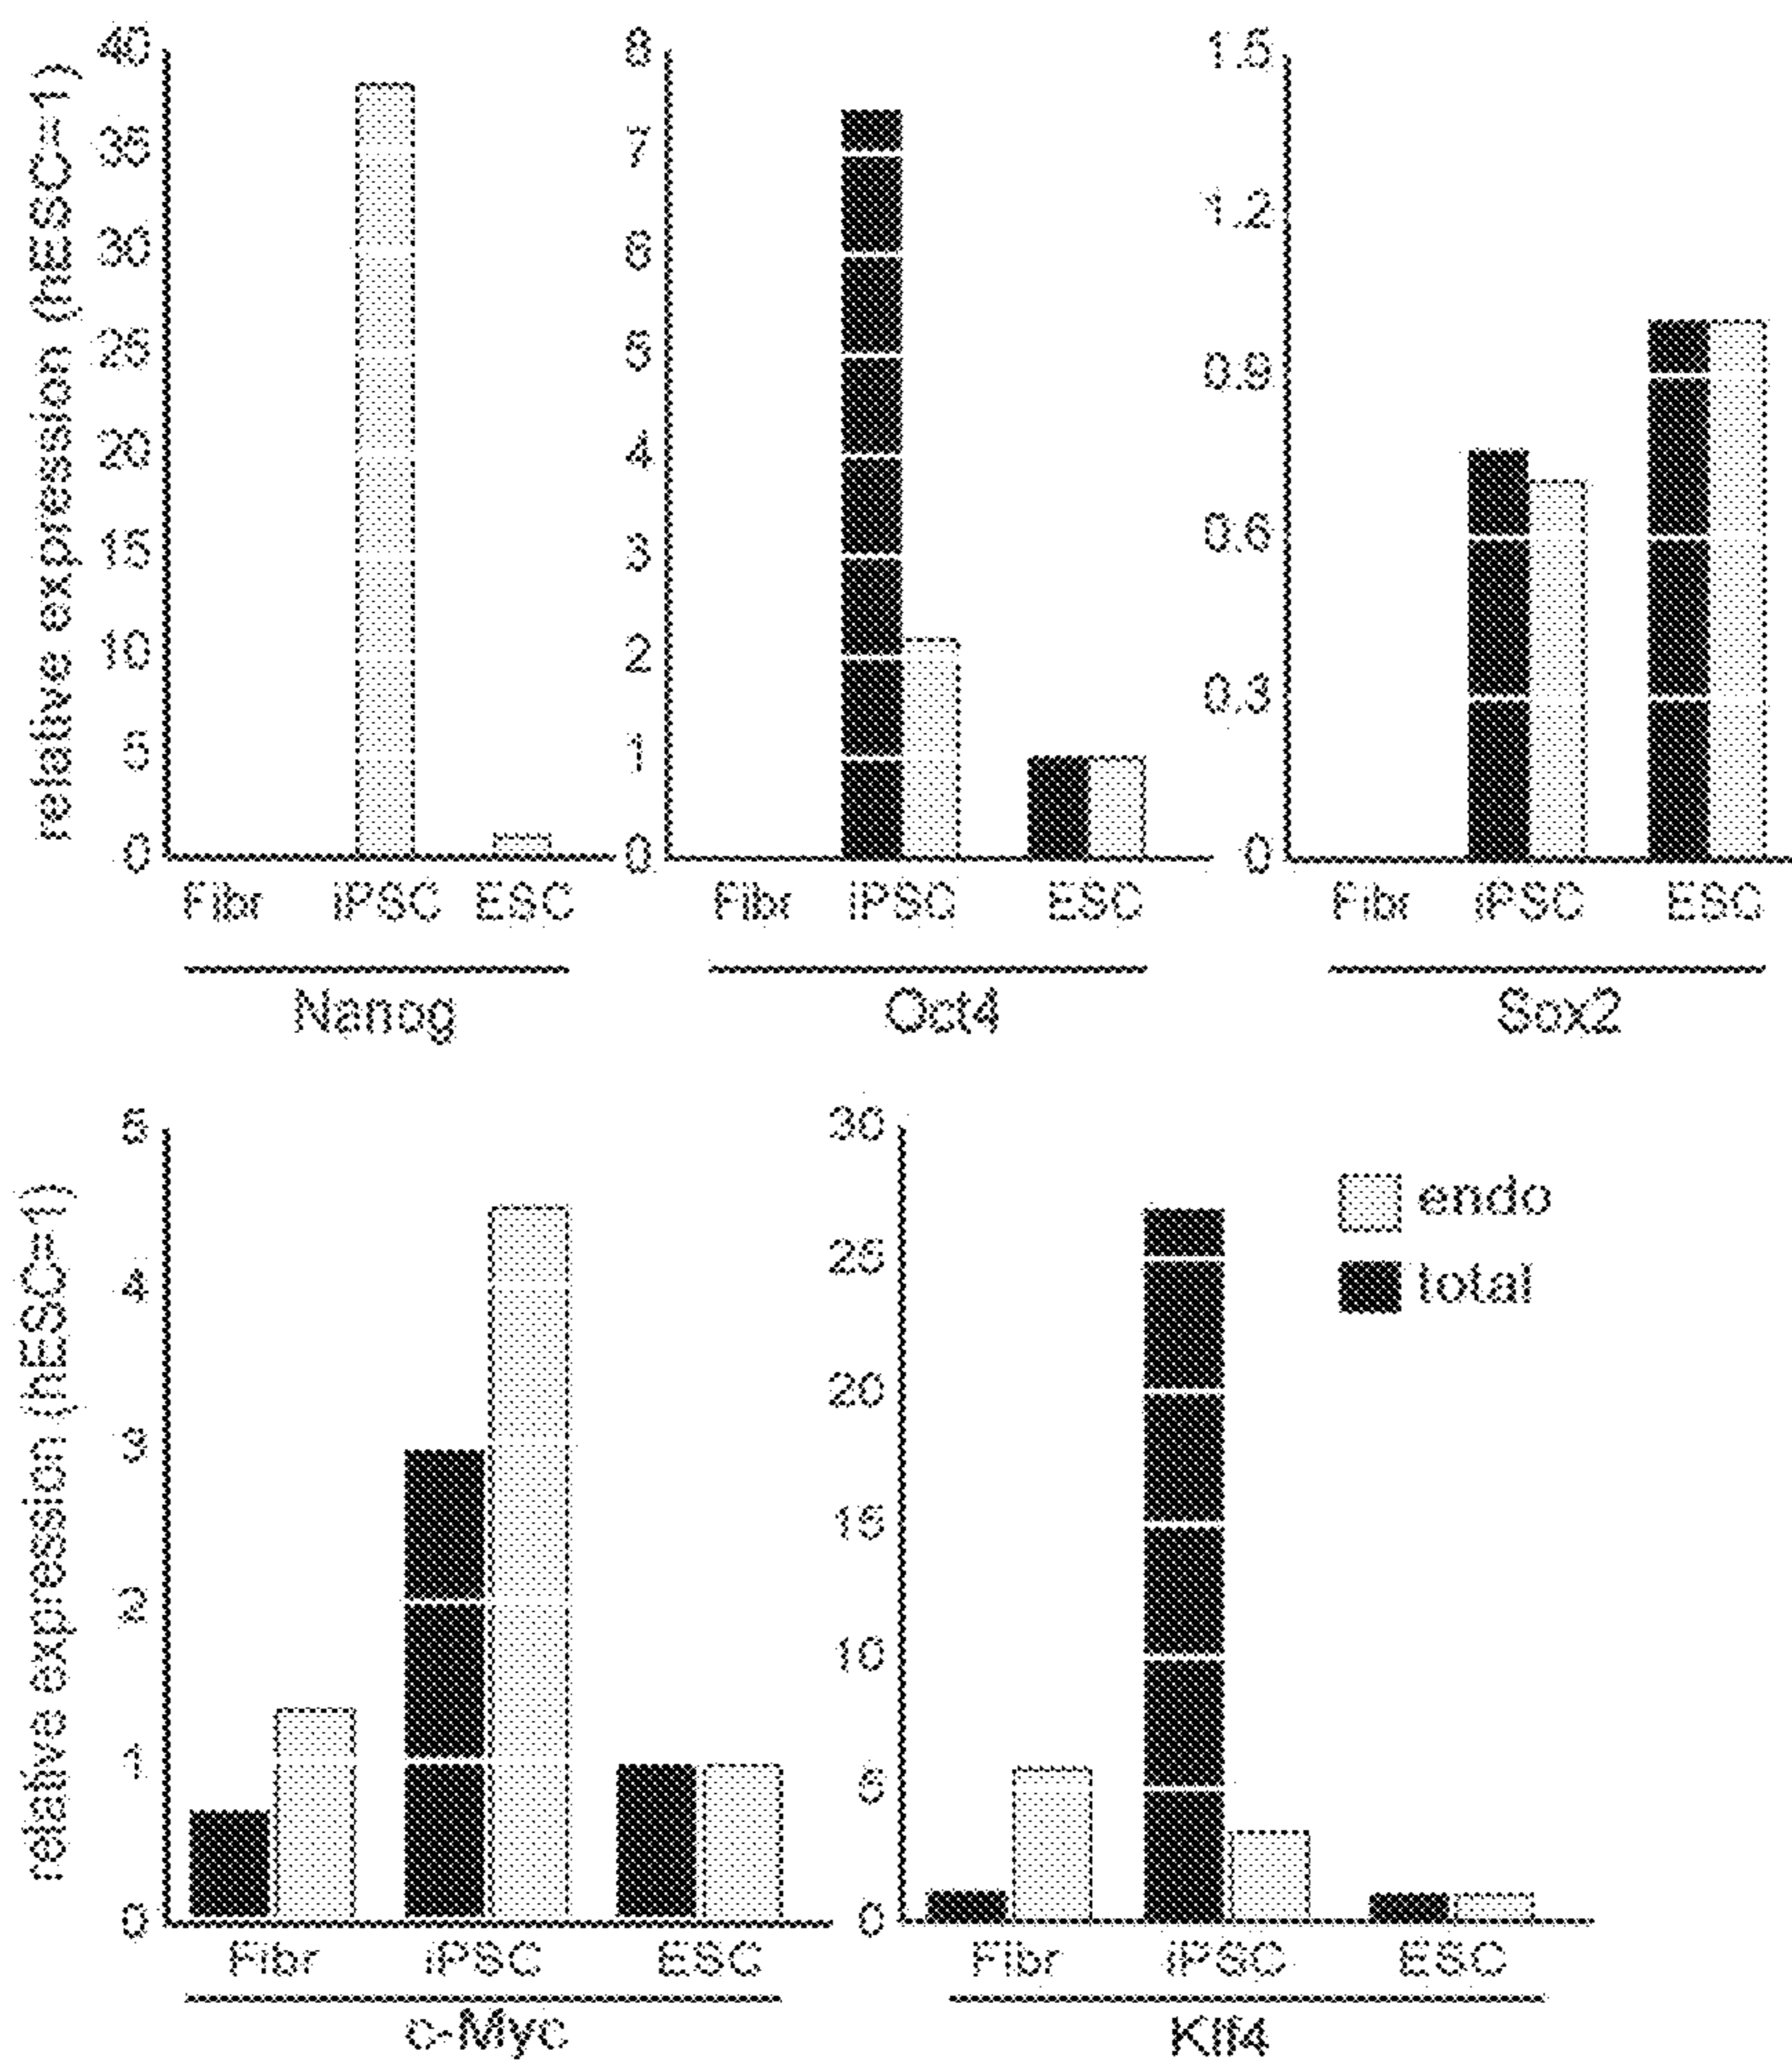 relative expression (hESC=1)
40
35
30
25
20
15
10
5
0
Fibr iPSC ESC
Nanog
8
7
6
5
4
3
2
1
0
Fibr iPSC ESC
Oct4
1.5
1.2
0.9
0.6
0.3
0
Fibr iPSC ESC
Sox2
relative expression (hESC=1)
5
4
3
2
1
0
Fibr iPSC ESC
c-Myc
30
25
20
15
10
5
0
Fibr iPSC ESC
Klf4
endo
total